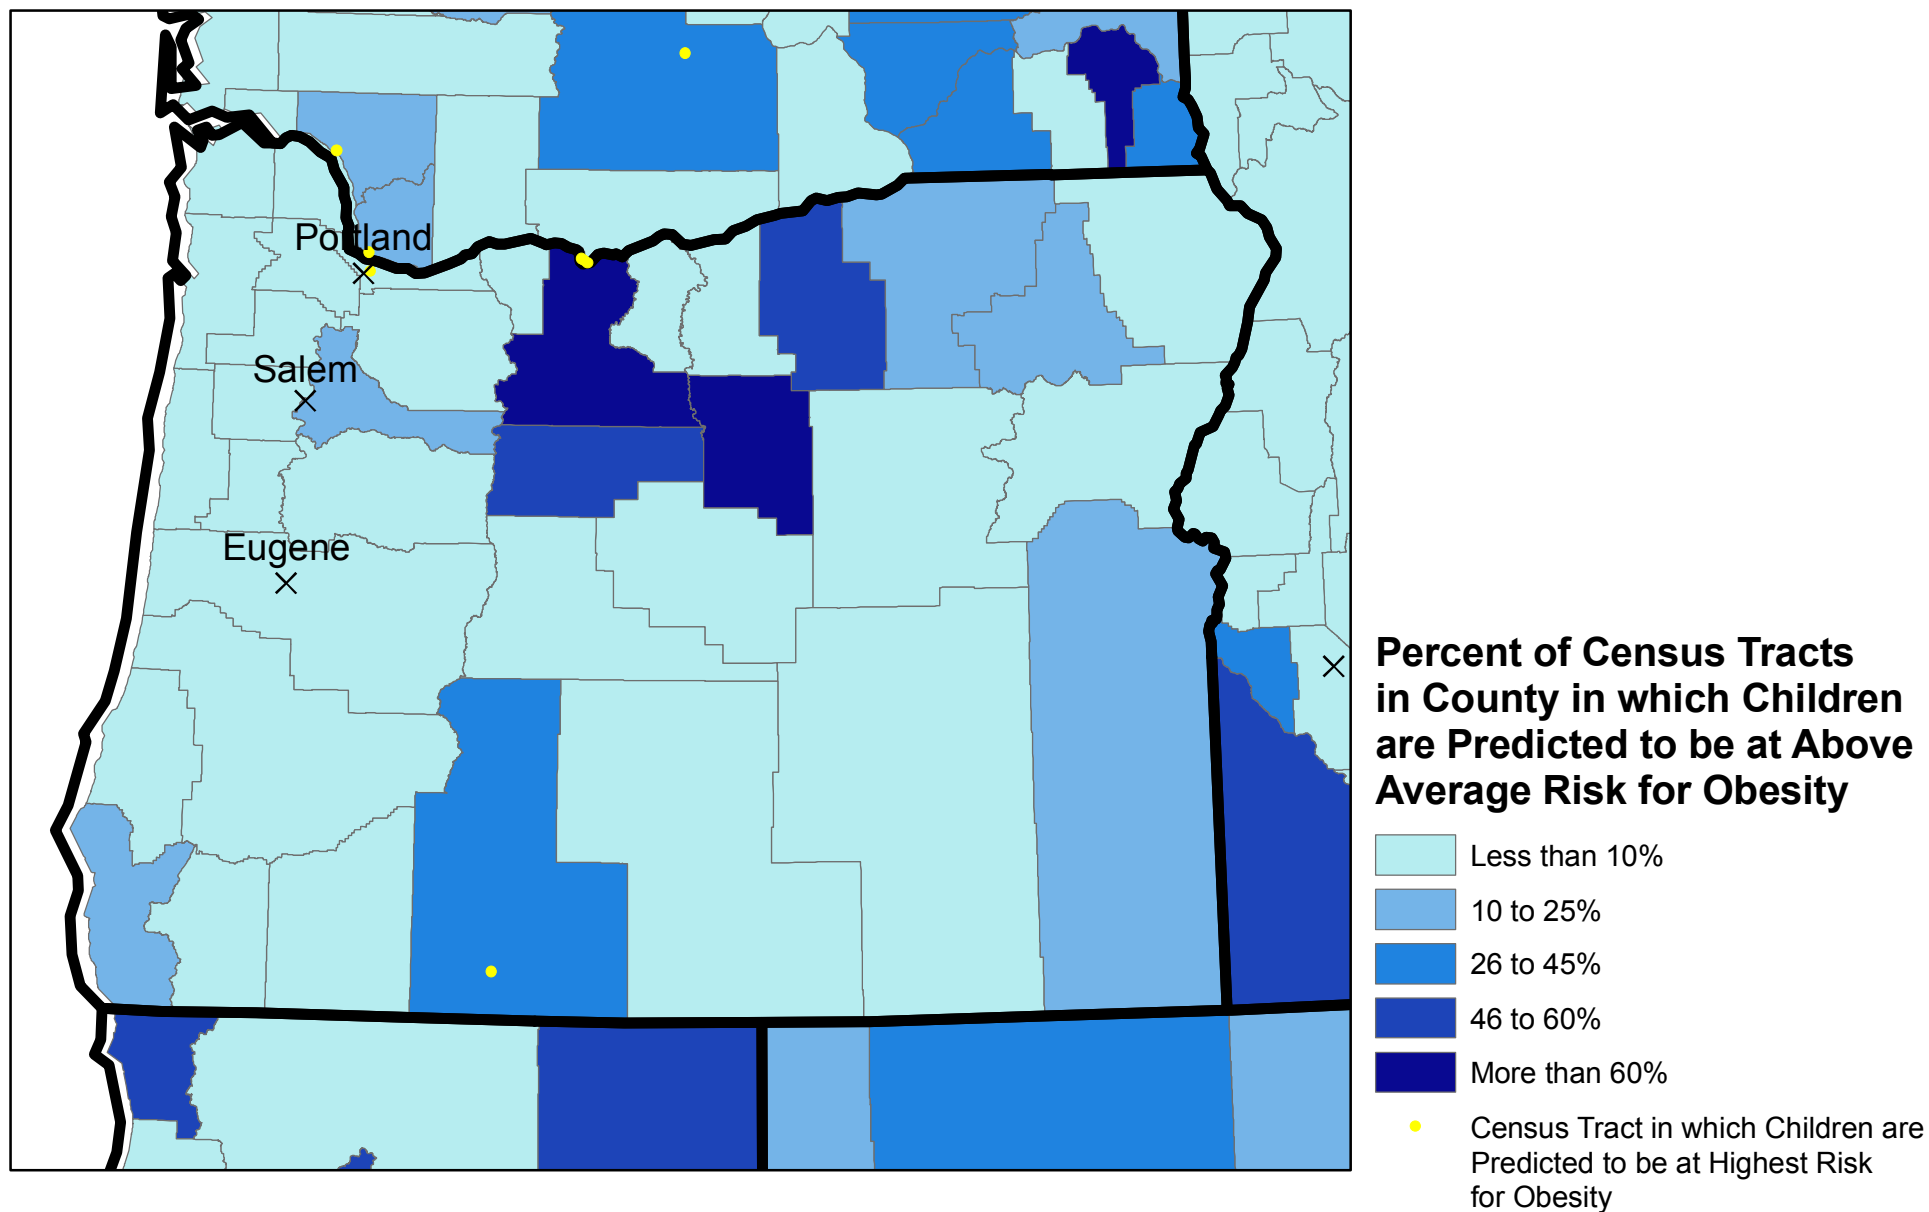 Portland
Salem
Eugene
Percent of Census Tracts
in County in which Children
are Predicted to be at Above
Average Risk for Obesity
Less than 10%
10 to 25%
26 to 45%
46 to 60%
More than 60%
Census Tract in which Children are
Predicted to be at Highest Risk
for Obesity